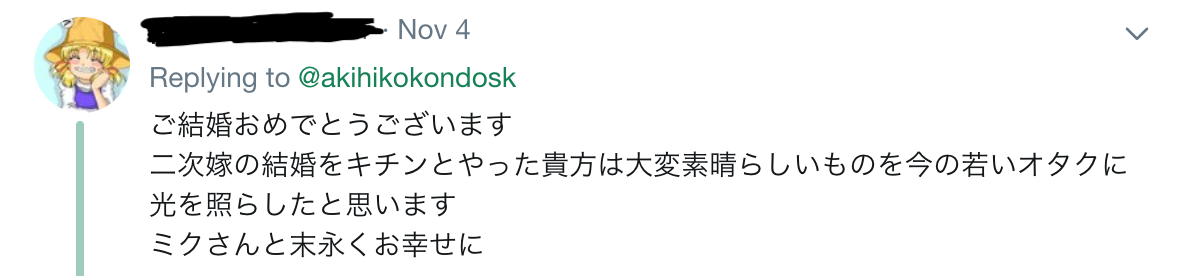 · Nov 4
Replying to @akihikokondosk
ご結婚おめでとうございます
二次嫁の結婚をキチンとやった貴方は大変素晴らしいものを今の若いオタクに
光を照らしたと思います
ミクさんと末永くお幸せに